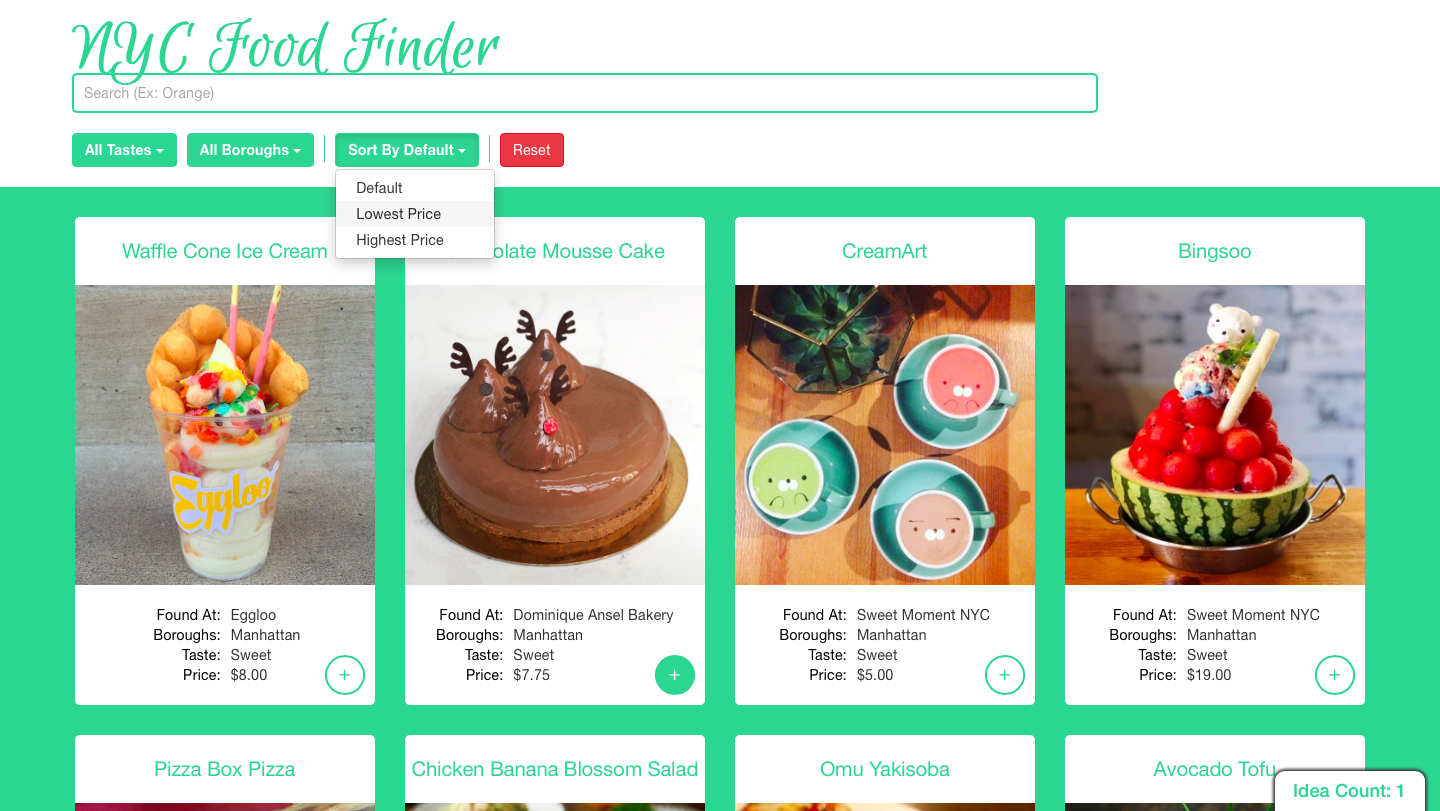 NYC Food Finder
Search (Ex: Orange)
All Tastes
All Boroughs
Sort By Default
Reset
Default
Lowest Price
Highest Price
Waffle Cone Ice Cream
olate Mousse Cake
CreamArt
Bingsoo
Eggloo
Found At: Eggloo
Boroughs: Manhattan
Taste: Sweet
Price: $8.00
+
Found At: Dominique Ansel Bakery
Boroughs: Manhattan
Taste: Sweet
Price: $7.75
+
Found At: Sweet Moment NYC
Boroughs: Manhattan
Taste: Sweet
Price: $5.00
+
Found At: Sweet Moment NYC
Boroughs: Manhattan
Taste: Sweet
Price: $19.00
+
Pizza Box Pizza
Chicken Banana Blossom Salad
Omu Yakisoba
Avocado Tofu
Idea Count: 1